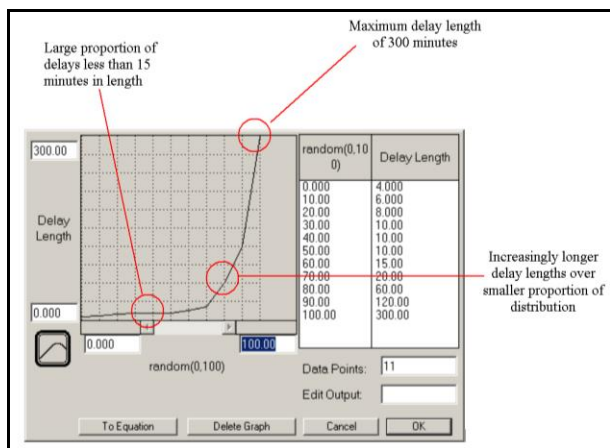 Maximum delay length
of 300 minutes
Large proportion of
delays less than 15
minutes in length
300.00
Delay
Length
0.000
0.000
100.00
random(0,100)
random(0,10
0)
Delay Length
0.000 4.000
10.00 6.000
20.00 8.000
30.00 10.00
40.00 10.00
50.00 10.00
60.00 15.00
70.00 20.00
80.00 60.00
90.00 120.00
100.00 300.00
Increasingly longer
delay lengths over
smaller proportion of
distribution
Data Points: 11
Edit Output:
To Equation
Delete Graph
Cancel
OK